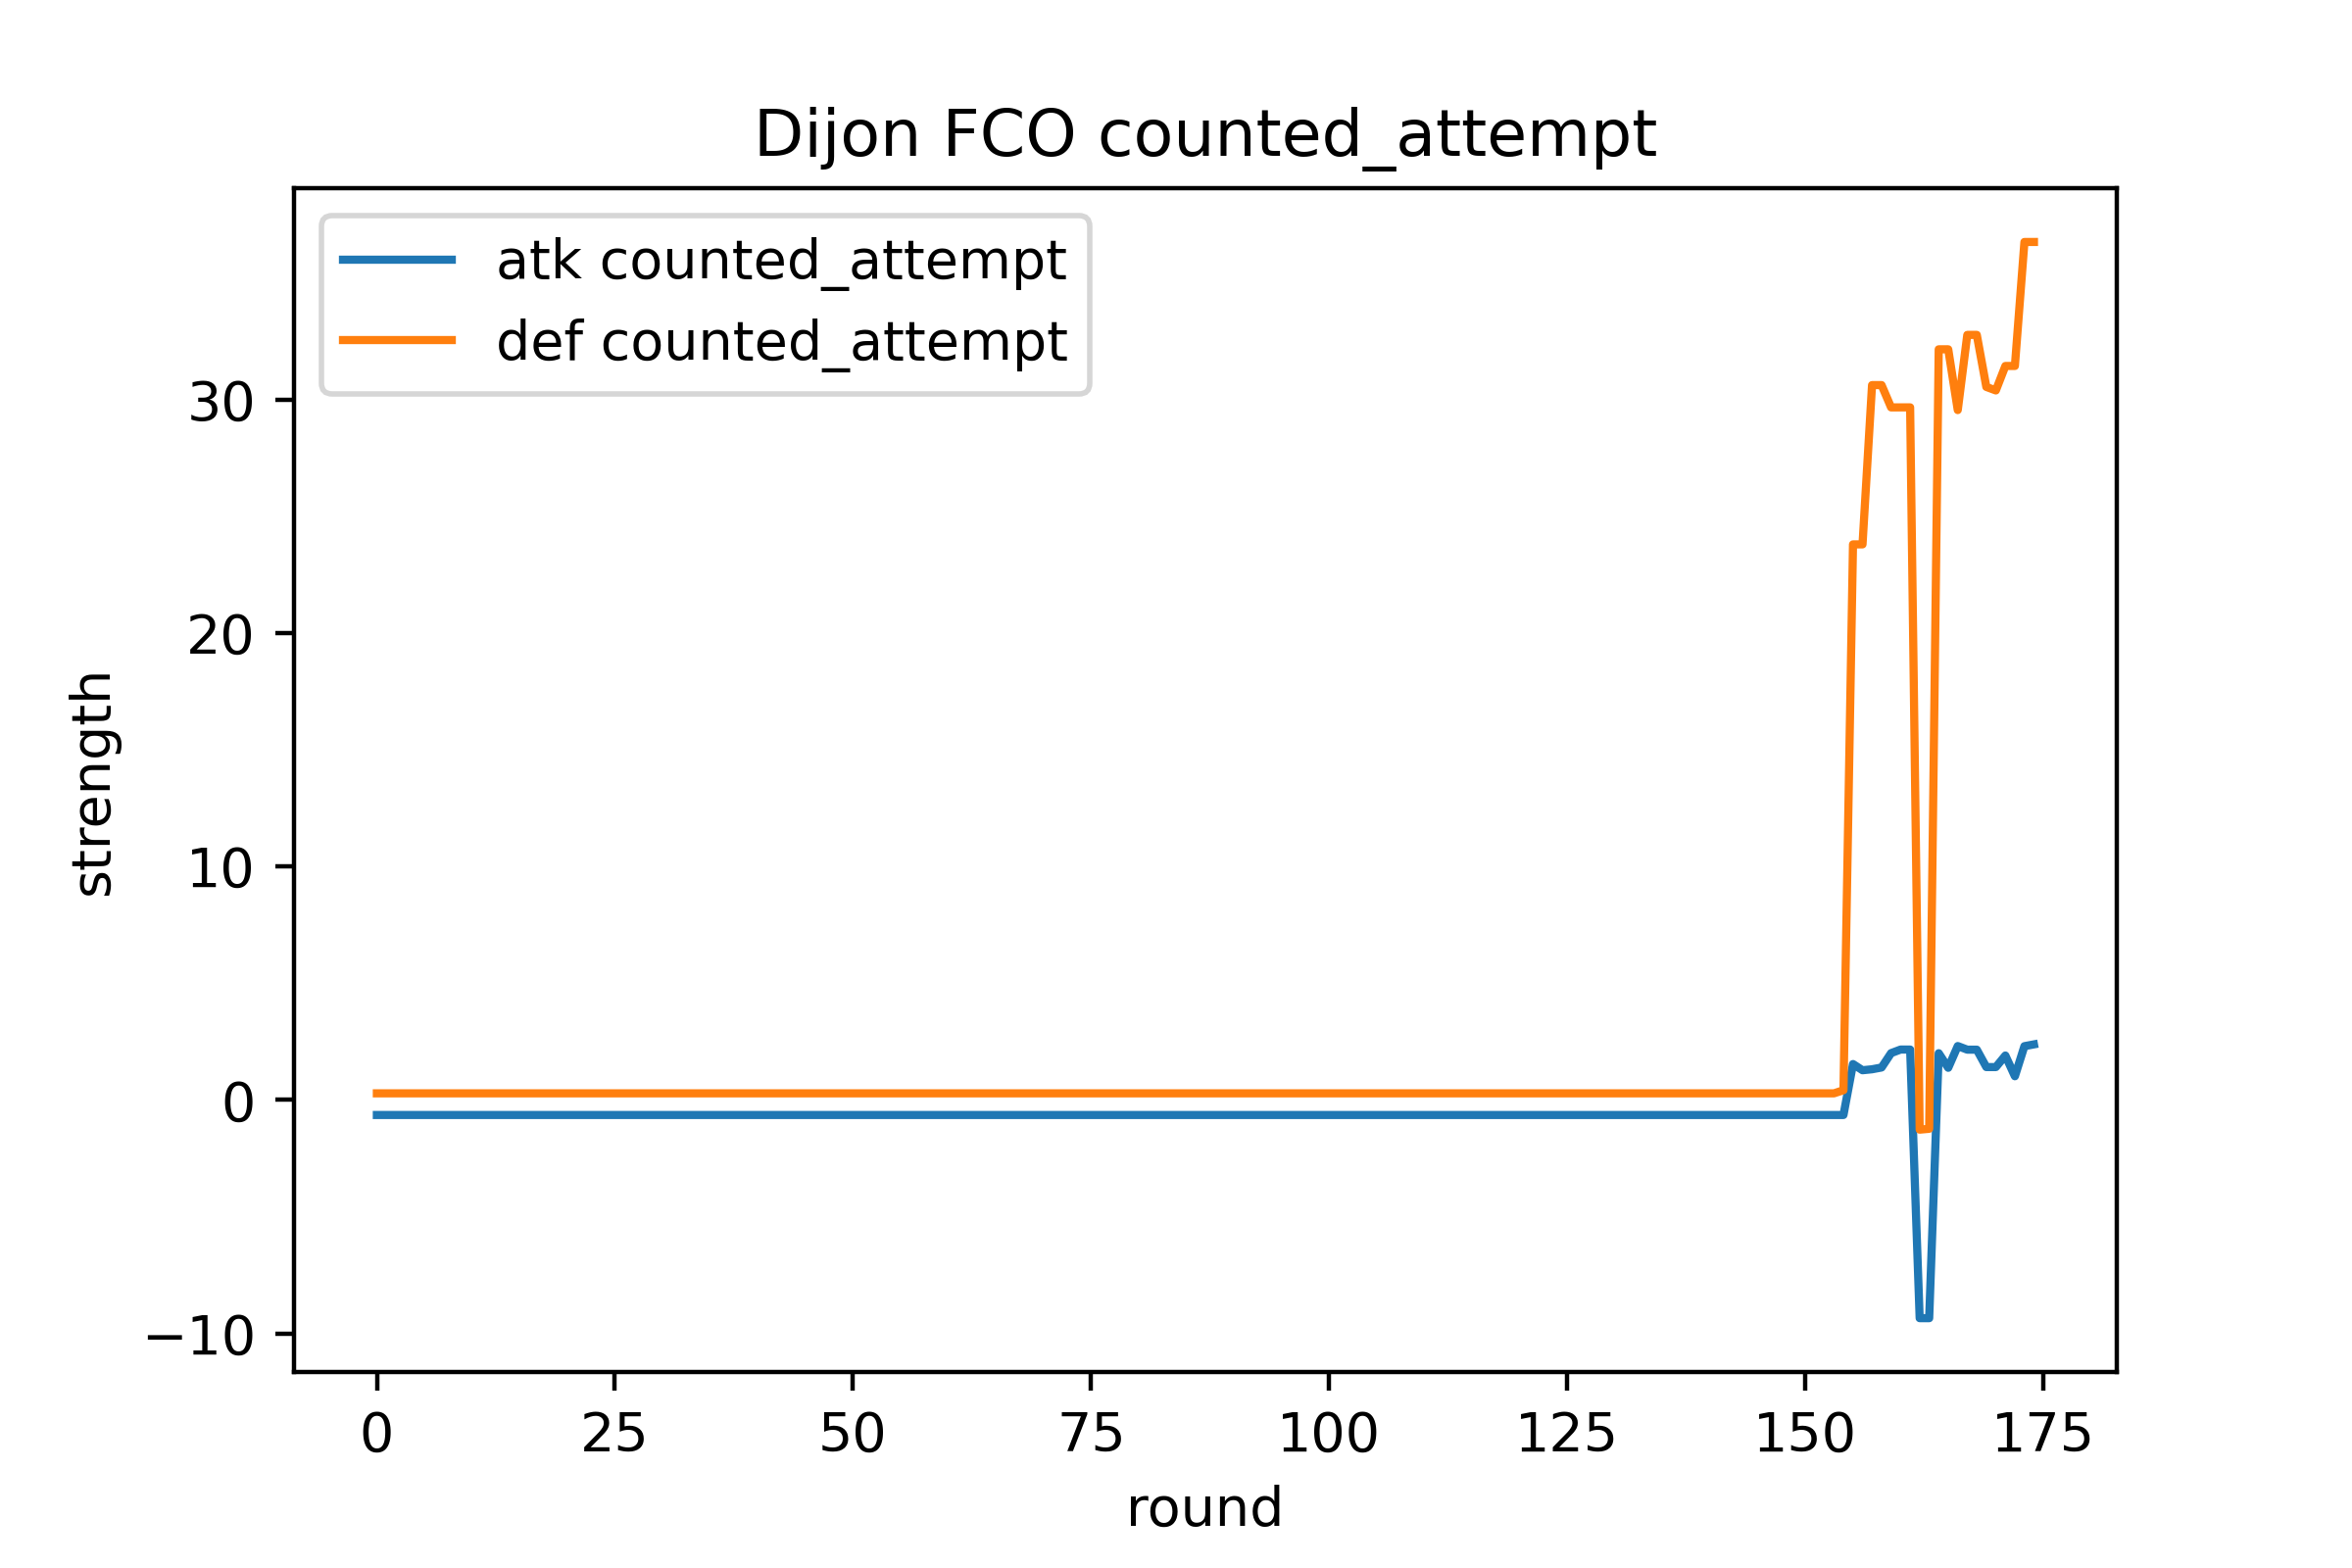 Dijon FCO counted_attempt
atk counted_attempt
def counted_attempt
30
20
10
0
−10
strength
0 25 50 75 100 125 150 175
round